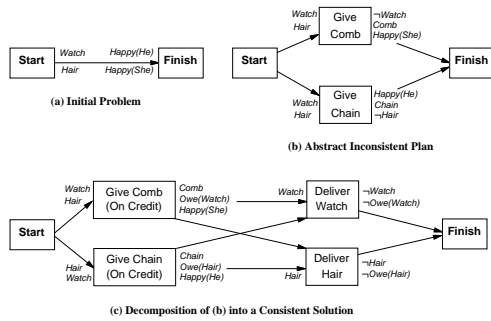 Start
Watch
Hair
Happy(He)
Happy(She)
Finish
(a) Initial Problem
Start
Watch
Hair
Give
Comb
¬Watch
Comb
Happy(She)
Watch
Hair
Give
Chain
Happy(He)
Chain
¬Hair
Finish
(b) Abstract Inconsistent Plan
Start
Watch
Hair
Give Comb
(On Credit)
Comb
Owe(Watch)
Happy(She)
Watch
Deliver
Watch
¬Watch
¬Owe(Watch)
Hair
Watch
Give Chain
(On Credit)
Chain
Owe(Hair)
Happy(He)
Hair
Deliver
Hair
¬Hair
¬Owe(Hair)
Finish
(c) Decomposition of (b) into a Consistent Solution